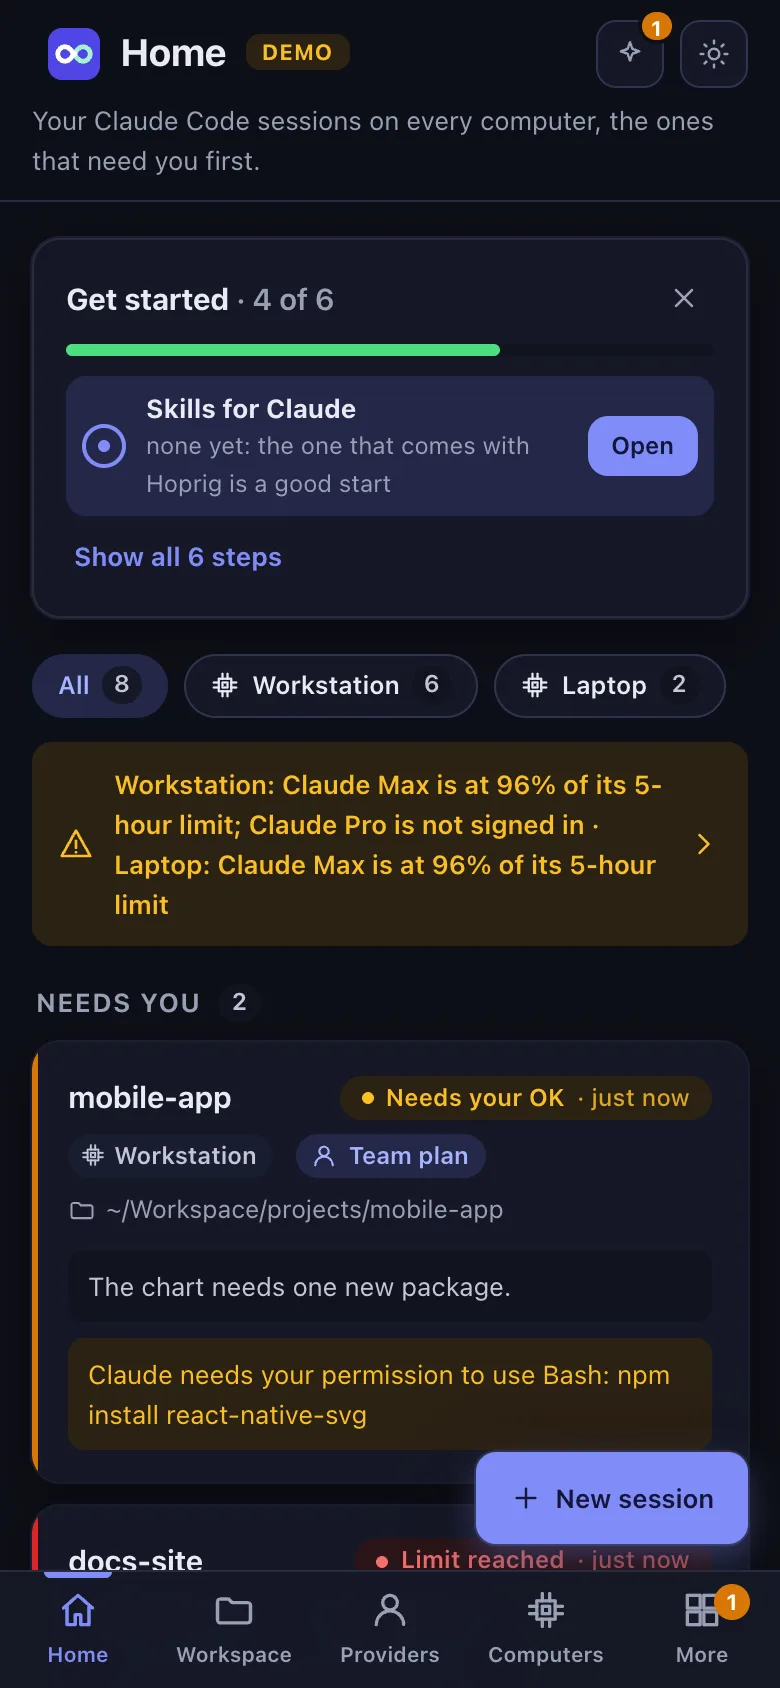 Home DEMO 1
Your Claude Code sessions on every computer, the ones
that need you first.
Get started · 4 of 6
Skills for Claude
none yet: the one that comes with
Hoprig is a good start
Open
Show all 6 steps
All 8 Workstation 6 Laptop 2
Workstation: Claude Max is at 96% of its 5-
hour limit; Claude Pro is not signed in ·
Laptop: Claude Max is at 96% of its 5-hour
limit
NEEDS YOU 2
mobile-app Needs your OK · just now
Workstation Team plan
~/Workspace/projects/mobile-app
The chart needs one new package.
Claude needs your permission to use Bash: npm
install react-native-svg
New session
docs-site Limit reached · just now
1
Home Workspace Providers Computers More